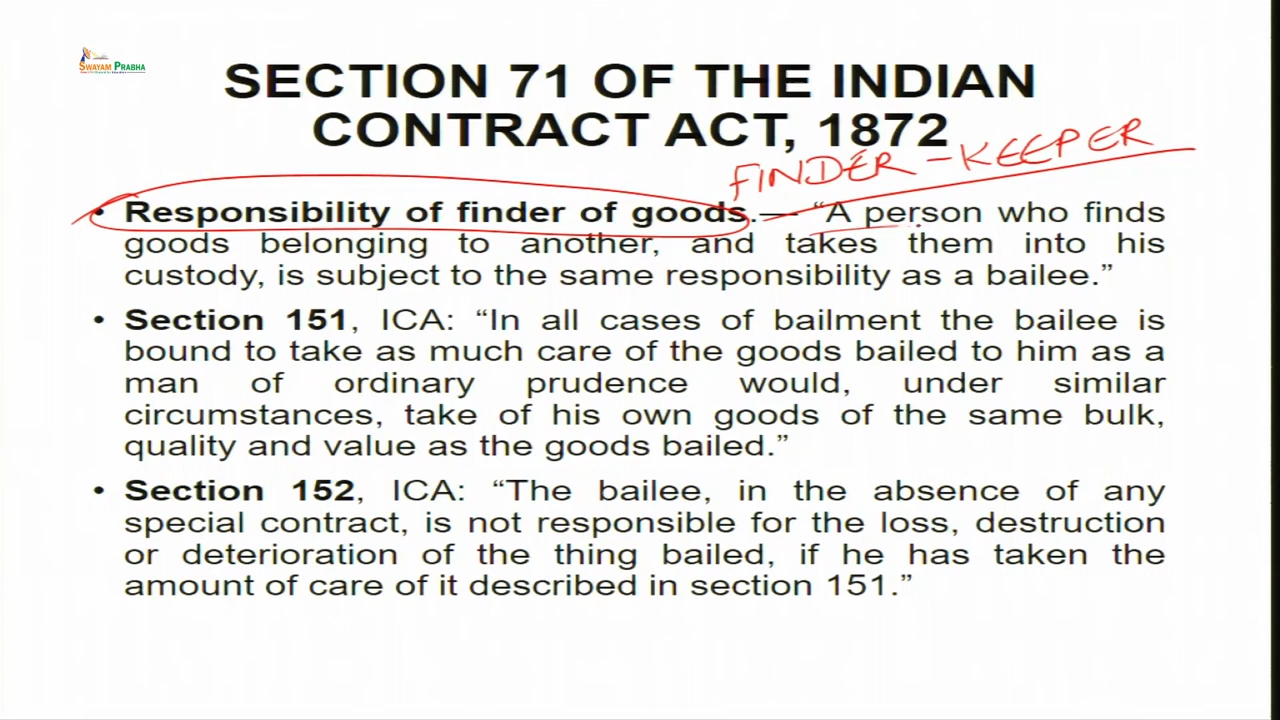 SWAYAM PRABHA
SECTION 71 OF THE INDIAN
CONTRACT ACT, 1872
FINDER - KEEPER
• Responsibility of finder of goods.— “A person who finds
goods belonging to another, and takes them into his
custody, is subject to the same responsibility as a bailee.”
• Section 151, ICA: “In all cases of bailment the bailee is
bound to take as much care of the goods bailed to him as a
man of ordinary prudence would, under similar
circumstances, take of his own goods of the same bulk,
quality and value as the goods bailed.”
• Section 152, ICA: “The bailee, in the absence of any
special contract, is not responsible for the loss, destruction
or deterioration of the thing bailed, if he has taken the
amount of care of it described in section 151.”